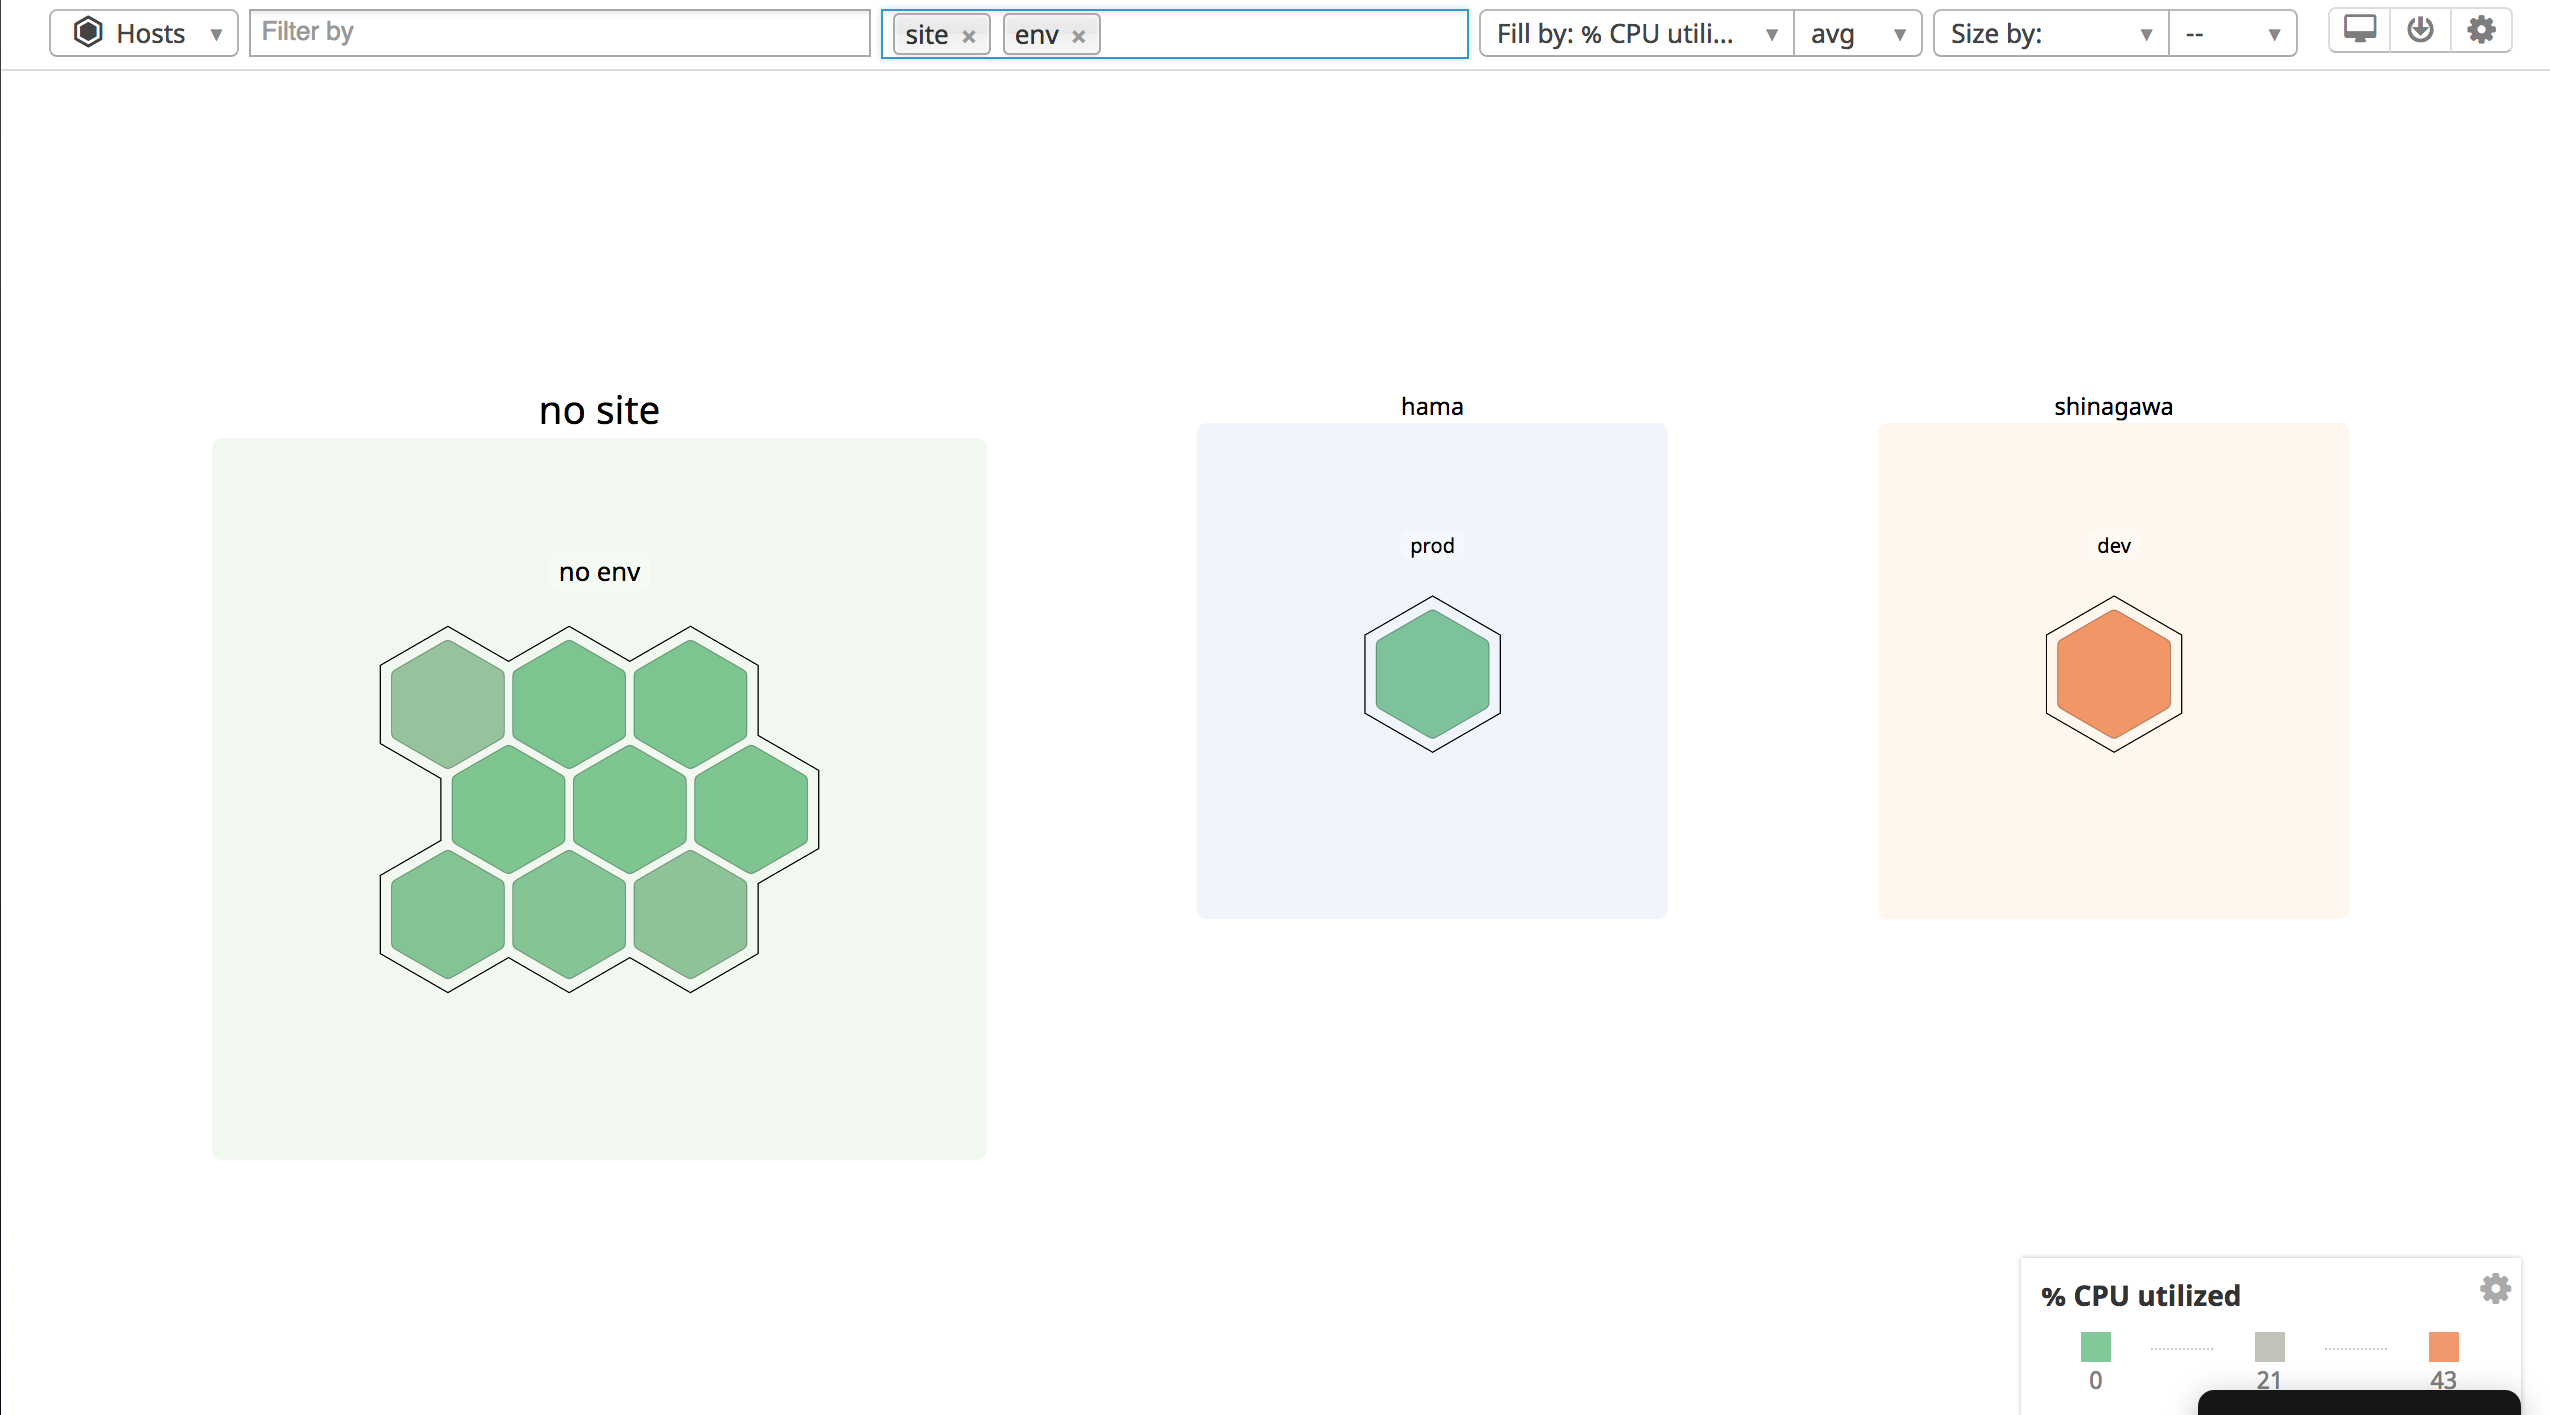 Hosts
Filter by
site × env ×
Fill by: % CPU utili...
avg
Size by:
--
no site
no env
hama
prod
shinagawa
dev
% CPU utilized
0 21 43